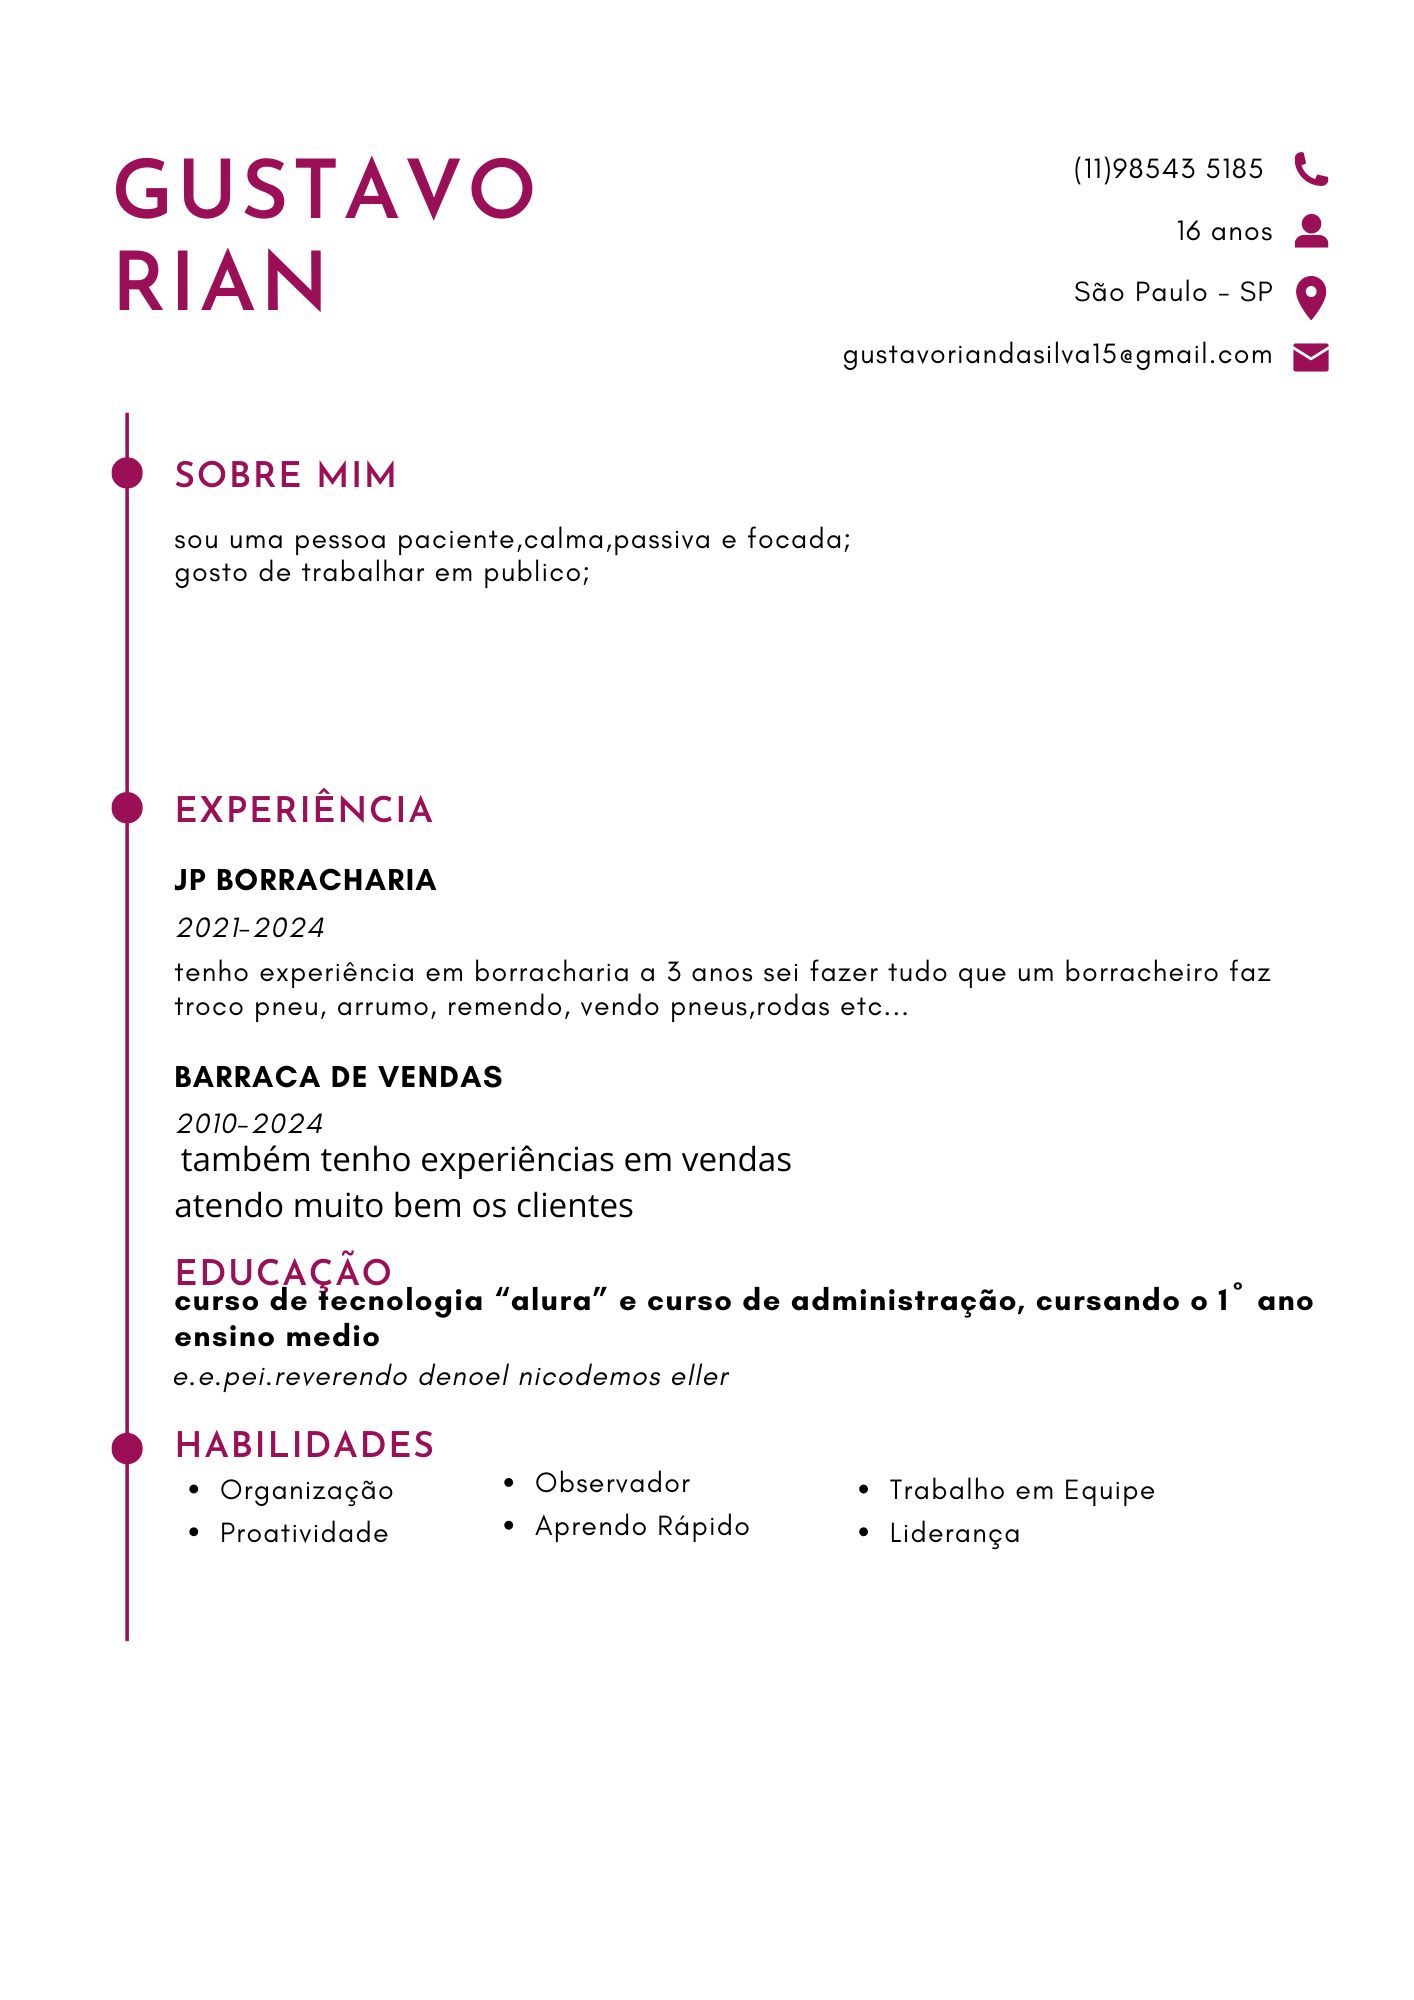 GUSTAVO
RIAN
(11)98543 5185
16 anos
São Paulo - SP
gustavoriandasilva15@gmail.com
SOBRE MIM
sou uma pessoa paciente,calma,passiva e focada;
gosto de trabalhar em publico;
EXPERIÊNCIA
JP BORRACHARIA
2021-2024
tenho experiência em borracharia a 3 anos sei fazer tudo que um borracheiro faz
troco pneu, arrumo, remendo, vendo pneus,rodas etc...
BARRACA DE VENDAS
2010-2024
também tenho experiências em vendas
atendo muito bem os clientes
EDUCAÇÃO
curso de tecnologia “alura” e curso de administração, cursando o 1° ano
ensino medio
e.e.pei.reverendo denoel nicodemos eller
HABILIDADES
• Organização
• Proatividade
• Observador
• Aprendo Rápido
• Trabalho em Equipe
• Liderança